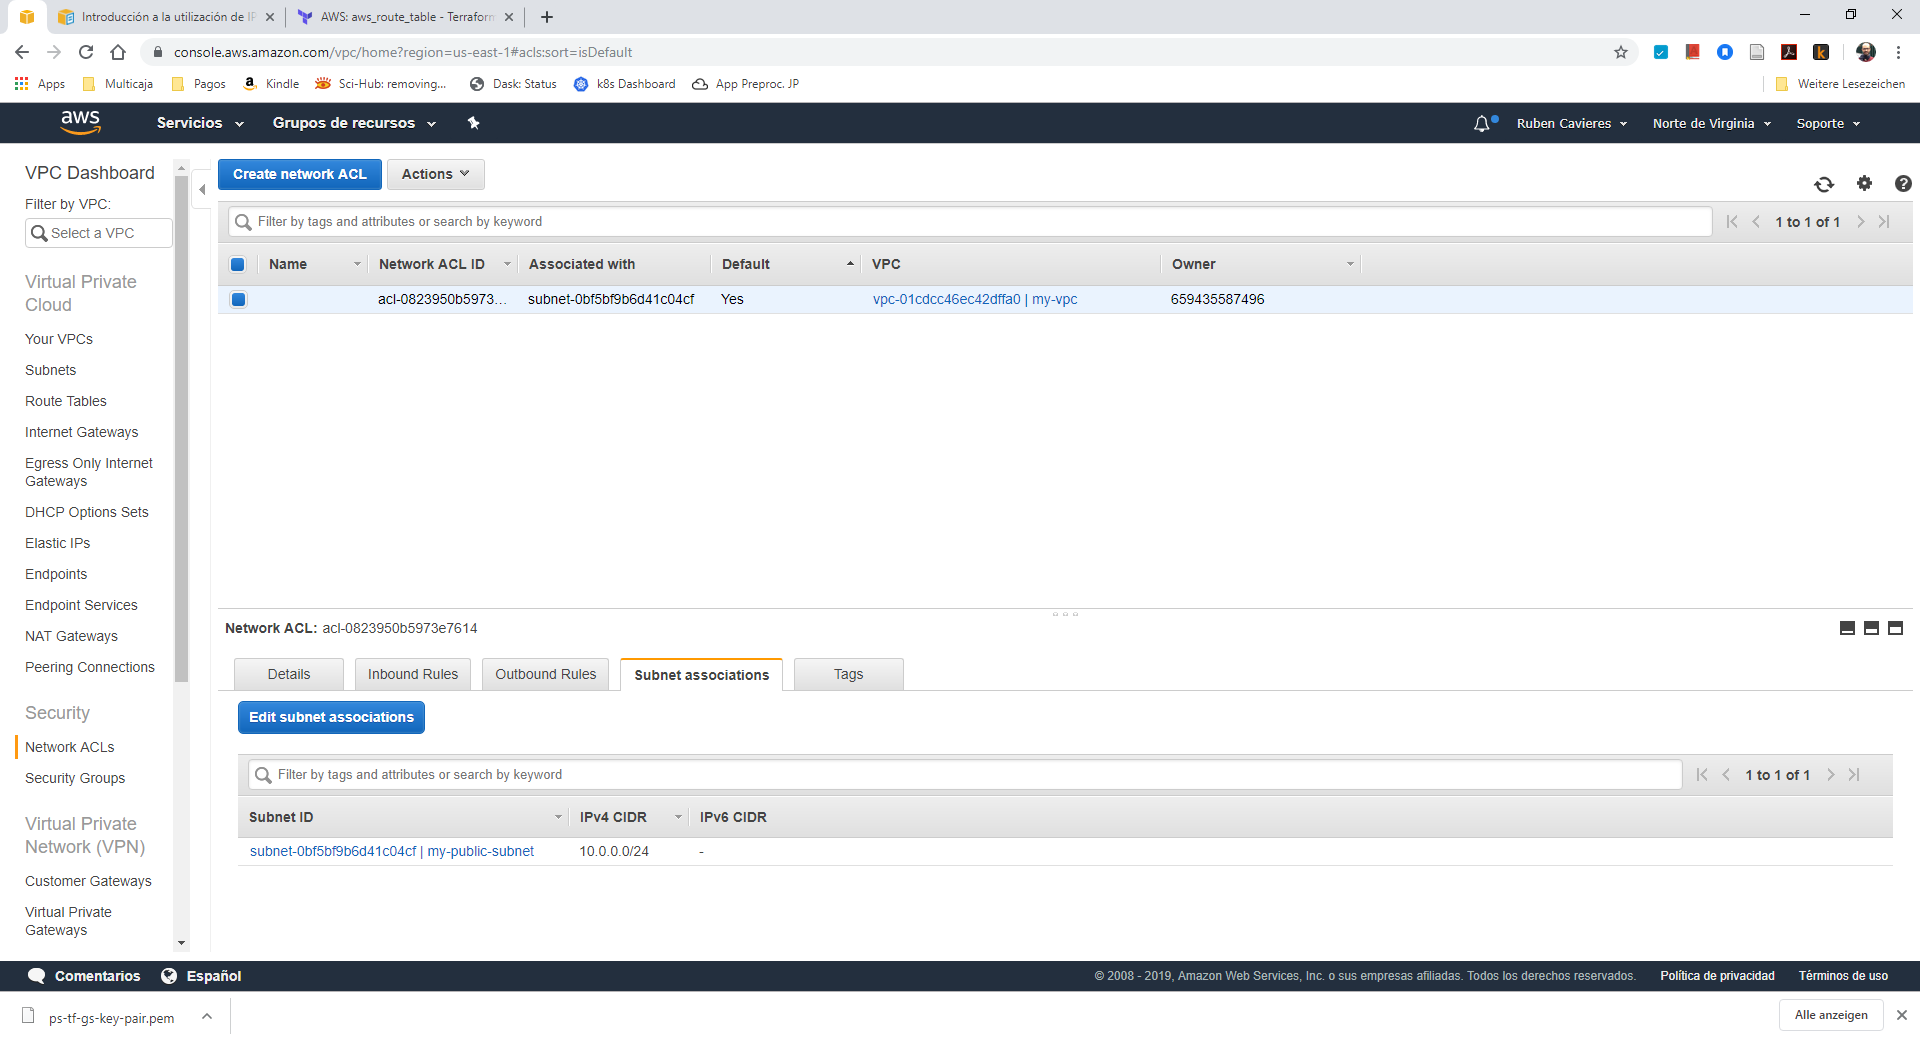 Introducción a la utilización de IP
AWS: aws_route_table - Terraform
console.aws.amazon.com/vpc/home?region=us-east-1#acls:sort=isDefault
Apps Multicaja Pagos Kindle Sci-Hub: removing... Dask: Status k8s Dashboard App Preproc. JP Weitere Lesezeichen
aws Servicios Grupos de recursos Ruben Cavieres Norte de Virginia Soporte
VPC Dashboard
Filter by VPC:
Select a VPC
Virtual Private
Cloud
Your VPCs
Subnets
Route Tables
Internet Gateways
Egress Only Internet
Gateways
DHCP Options Sets
Elastic IPs
Endpoints
Endpoint Services
NAT Gateways
Peering Connections
Security
Network ACLs
Security Groups
Virtual Private
Network (VPN)
Customer Gateways
Virtual Private
Gateways
Create network ACL Actions
Filter by tags and attributes or search by keyword
1 to 1 of 1
Name Network ACL ID Associated with Default VPC Owner
acl-0823950b5973... subnet-0bf5bf9b6d41c04cf Yes vpc-01cdcc46ec42dffa0 | my-vpc 659435587496
Network ACL: acl-0823950b5973e7614
Details Inbound Rules Outbound Rules Subnet associations Tags
Edit subnet associations
Filter by tags and attributes or search by keyword
1 to 1 of 1
Subnet ID IPv4 CIDR IPv6 CIDR
subnet-0bf5bf9b6d41c04cf | my-public-subnet 10.0.0.0/24 -
Comentarios Español © 2008 - 2019, Amazon Web Services, Inc. o sus empresas afiliadas. Todos los derechos reservados. Política de privacidad Términos de uso
ps-tf-gs-key-pair.pem Alle anzeigen